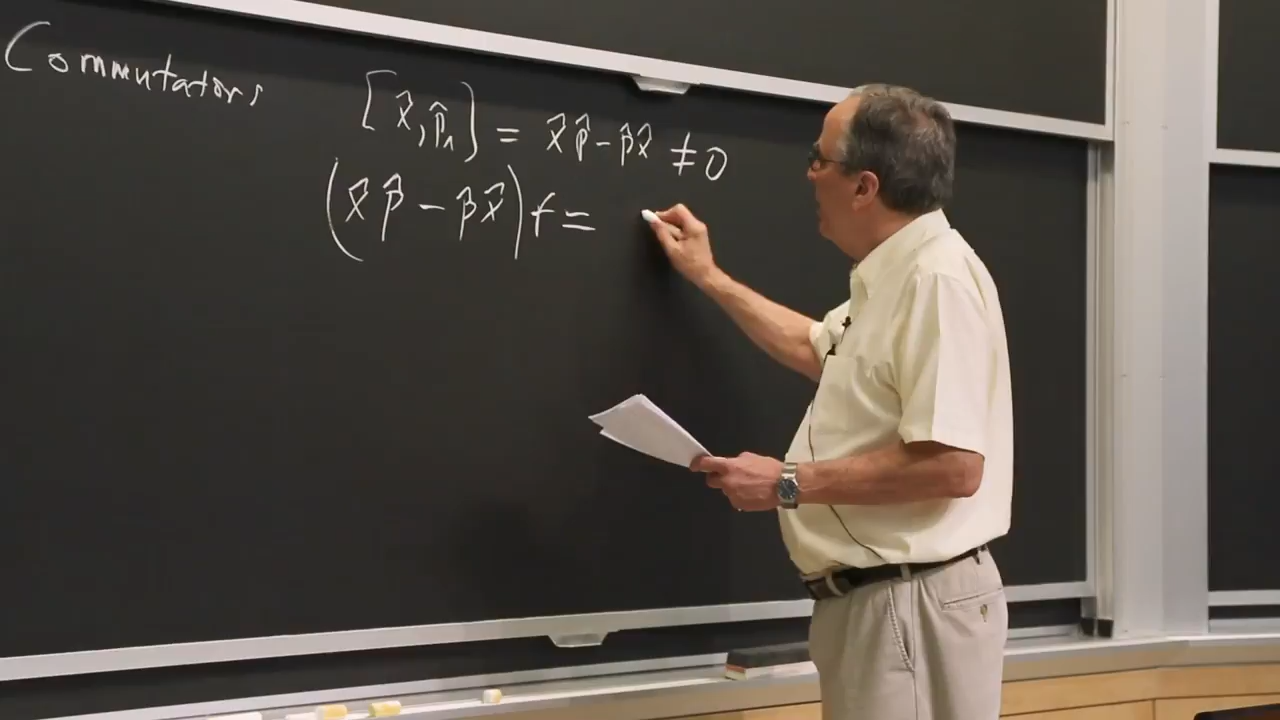 Commutators
[x̂, p̂ₓ] = x̂p̂ - p̂x̂ ≠ 0
(x̂p̂ - p̂x̂)f =